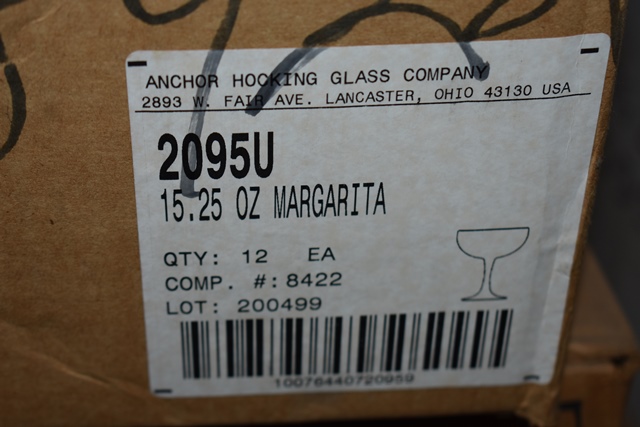 ANCHOR HOCKING GLASS COMPANY
2893 W. FAIR AVE. LANCASTER, OHIO 43130 USA
2095U
15.25 OZ MARGARITA
QTY: 12 EA
COMP. #: 8422
LOT: 200499
10076440720959